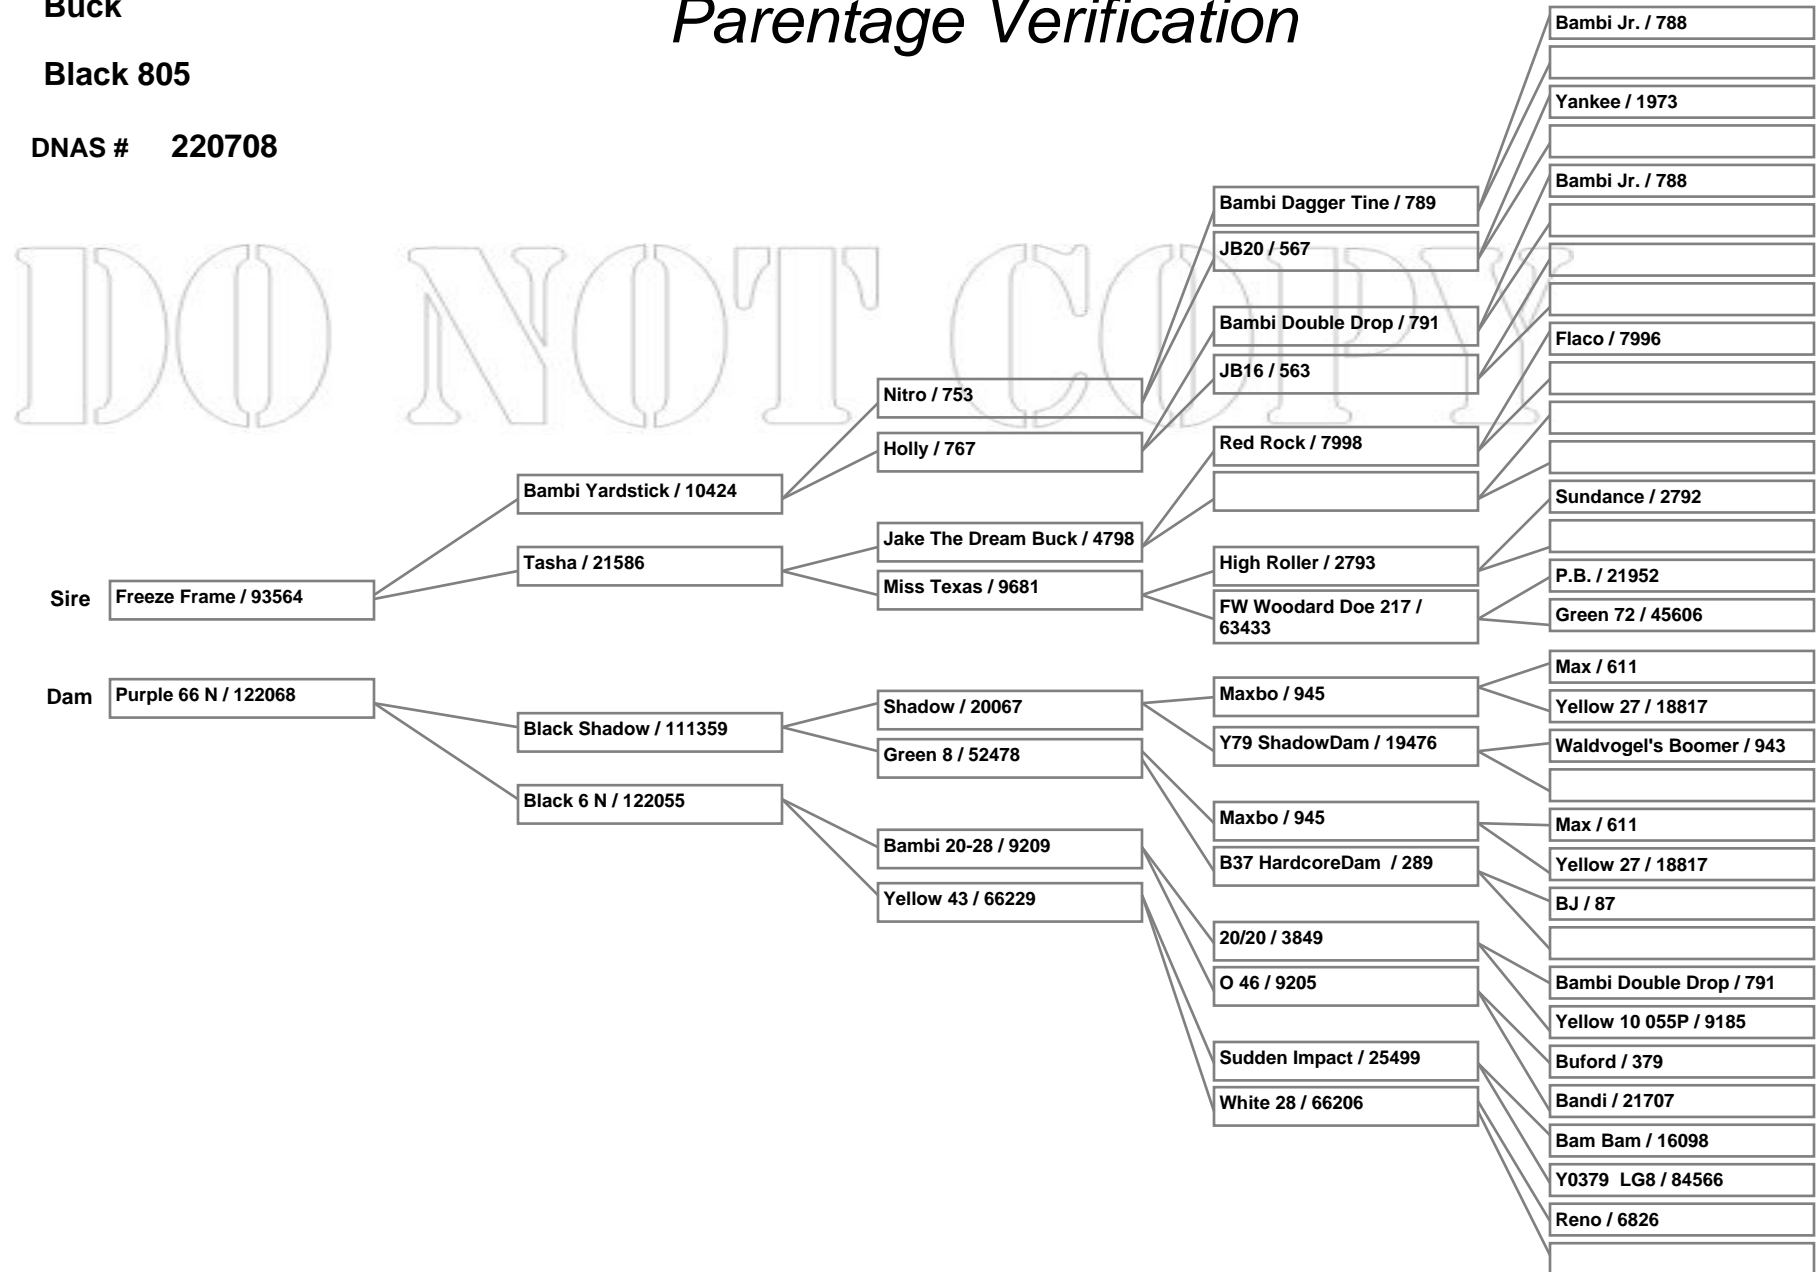 Buck
Parentage Verification
Black 805
DNAS # 220708
DO NOT COPY
Sire
Freeze Frame / 93564
Dam
Purple 66 N / 122068
Bambi Yardstick / 10424
Tasha / 21586
Black Shadow / 111359
Black 6 N / 122055
Nitro / 753
Holly / 767
Jake The Dream Buck / 4798
Miss Texas / 9681
Shadow / 20067
Green 8 / 52478
Bambi 20-28 / 9209
Yellow 43 / 66229
Bambi Dagger Tine / 789
JB20 / 567
Bambi Double Drop / 791
JB16 / 563
Red Rock / 7998
High Roller / 2793
FW Woodard Doe 217 /
63433
Maxbo / 945
Y79 ShadowDam / 19476
Maxbo / 945
B37 HardcoreDam / 289
20/20 / 3849
O 46 / 9205
Sudden Impact / 25499
White 28 / 66206
Bambi Jr. / 788
Yankee / 1973
Bambi Jr. / 788
Flaco / 7996
Sundance / 2792
P.B. / 21952
Green 72 / 45606
Max / 611
Yellow 27 / 18817
Waldvogel's Boomer / 943
Max / 611
Yellow 27 / 18817
BJ / 87
Bambi Double Drop / 791
Yellow 10 055P / 9185
Buford / 379
Bandi / 21707
Bam Bam / 16098
Y0379 LG8 / 84566
Reno / 6826